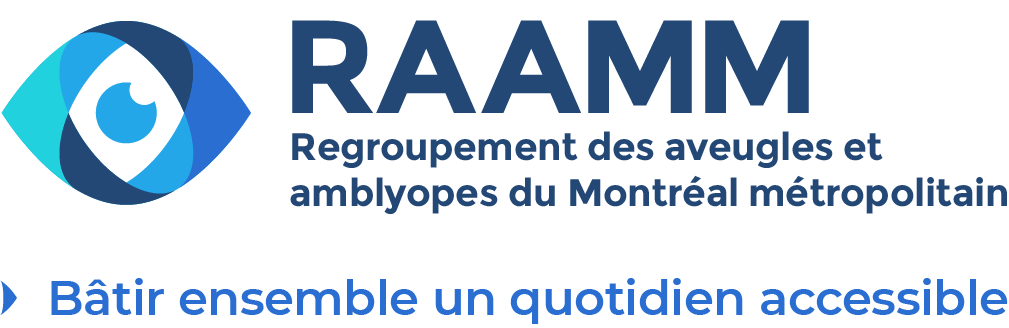 RAAMM
Regroupement des aveugles et
amblyopes du Montréal métropolitain
Bâtir ensemble un quotidien accessible